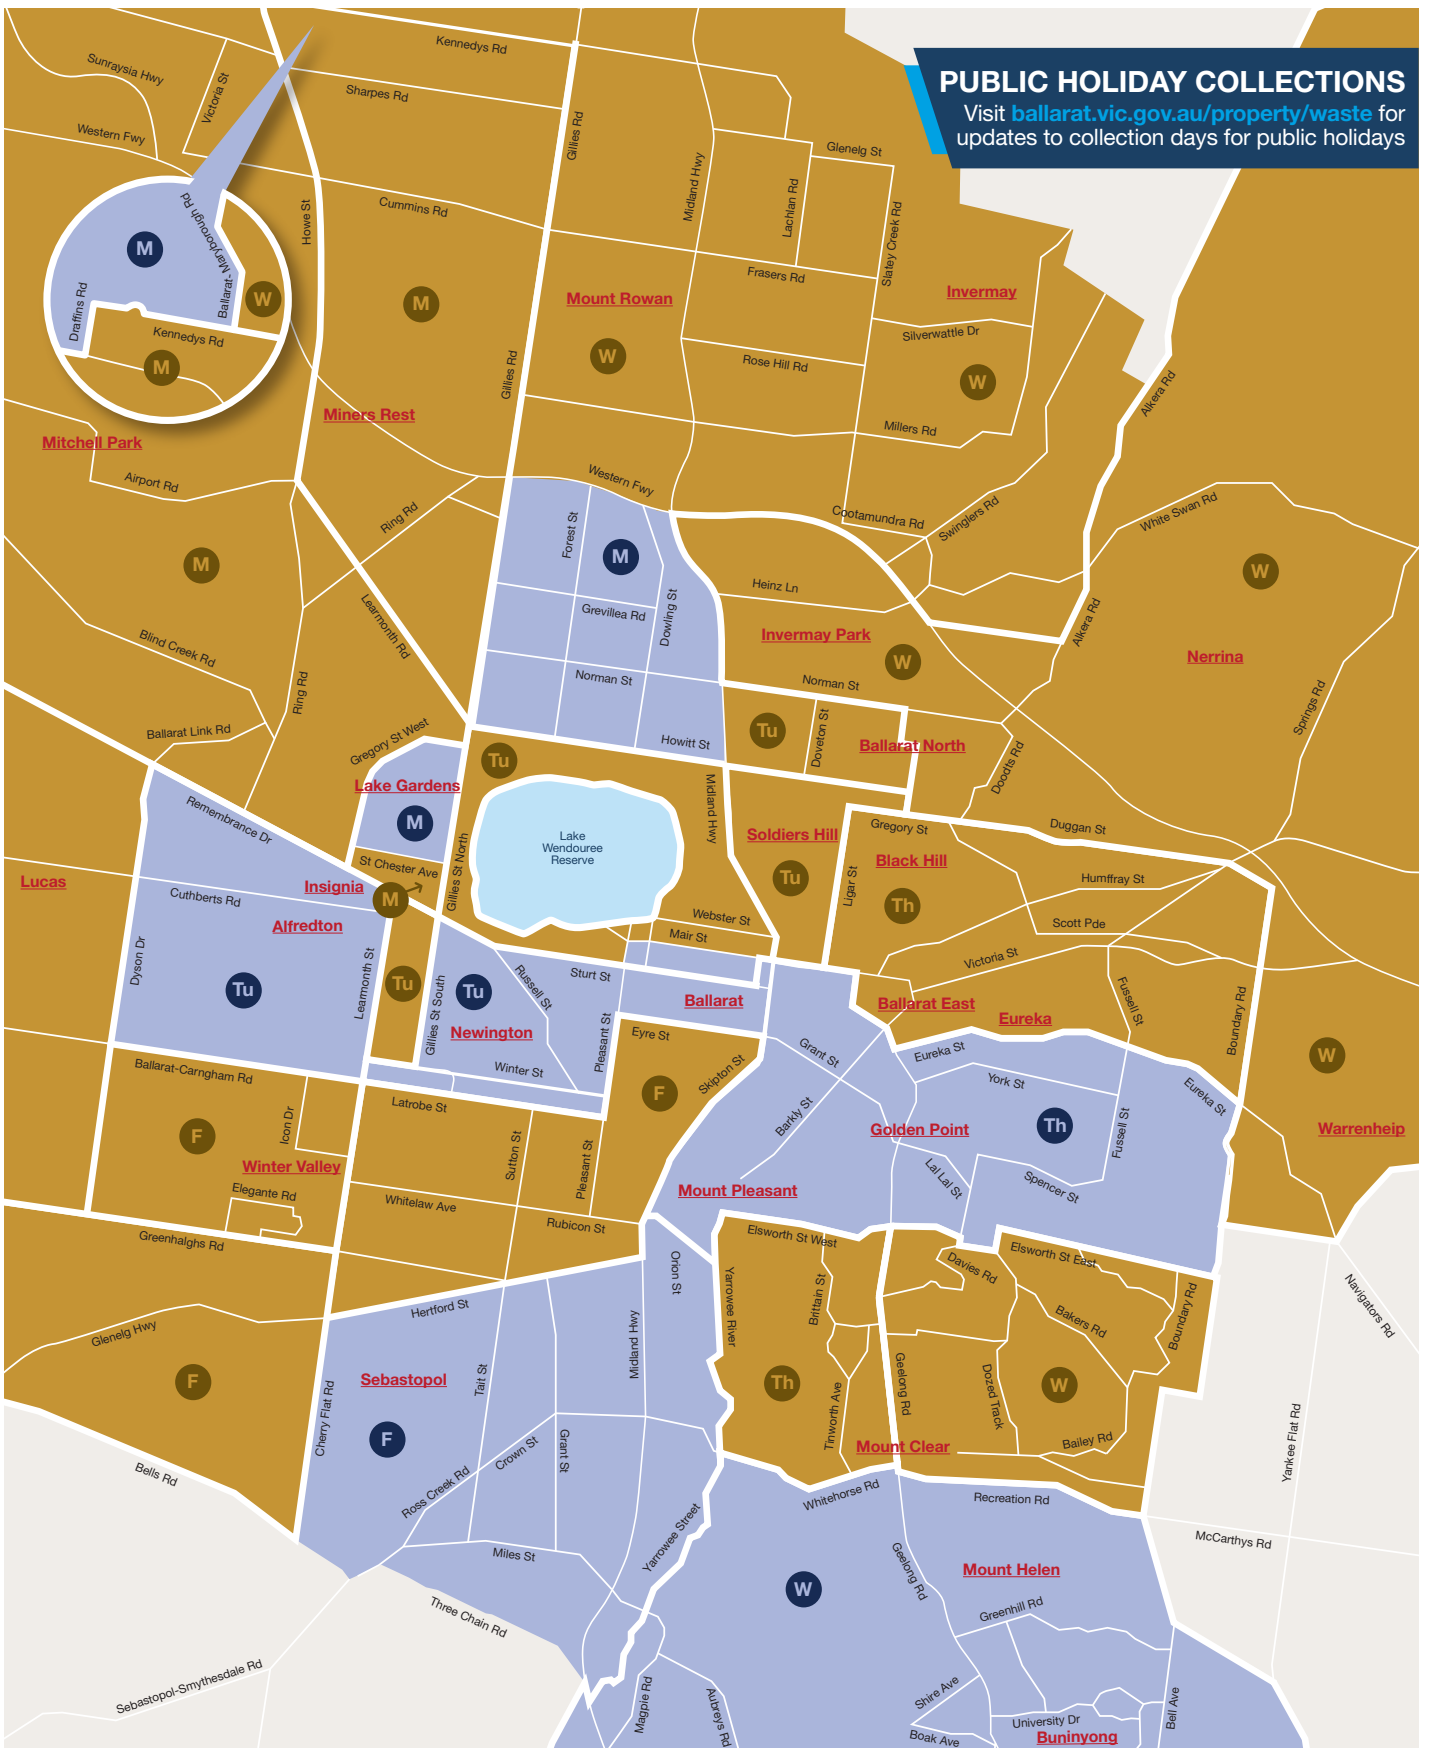 PUBLIC HOLIDAY COLLECTIONS
Visit ballarat.vic.gov.au/property/waste for
updates to collection days for public holidays
Kennedys Rd
Sunraysia Hwy
Victoria St
Sharpes Rd
Western Fwy
Gillies Rd
Glenelg St
Midland Hwy
Lachlan Rd
Slatey Creek Rd
Howe St
Cummins Rd
Ballarat-Maryborough Rd
M
W
Draffins Rd
Kennedys Rd
M
M
Mount Rowan
W
Frasers Rd
Invermay
Silverwattle Dr
W
Rose Hill Rd
Gillies Rd
Alkera Rd
Miners Rest
Mitchell Park
Millers Rd
Airport Rd
Western Fwy
Ring Rd
Cootamundra Rd
Swinglers Rd
White Swan Rd
M
Forest St
M
W
Heinz Ln
Grevillea Rd
Dowling St
Learmonth Rd
Alkera Rd
Blind Creek Rd
Invermay Park
W
Nerrina
Norman St
Norman St
Ring Rd
Springs Rd
Ballarat Link Rd
Gregory St West
Howitt St
Tu
Doveton St
Ballarat North
Doodts Rd
Tu
Lake Gardens
M
Midland Hwy
Remembrance Dr
Lake
Wendouree
Reserve
Soldiers Hill
Gregory St
Duggan St
Black Hill
St Chester Ave
Gillies St North
Lucas
Insignia
M
Tu
Ligar St
Humffray St
Th
Cuthberts Rd
Alfredton
Webster St
Mair St
Scott Pde
Dyson Dr
Learmonth St
Victoria St
Tu
Tu
Gillies St South
Tu
Russell St
Sturt St
Ballarat
Ballarat East
Eureka
Fussell St
Boundary Rd
Newington
Pleasant St
Eyre St
Grant St
Eureka St
W
Ballarat-Carngham Rd
Winter St
Skipton St
York St
Eureka St
Latrobe St
F
Barkly St
Golden Point
Th
Fussell St
Warrenheip
F
Icon Dr
Winter Valley
Sutton St
Pleasant St
Lal Lal St
Spencer St
Mount Pleasant
Elegante Rd
Whitelaw Ave
Rubicon St
Greenhalghs Rd
Elsworth St West
Elsworth St East
Orion St
Yarrowee River
Brittain St
Davies Rd
Boundary Rd
Navigators Rd
Hertford St
Bakers Rd
Glenelg Hwy
Midland Hwy
F
Sebastopol
Tait St
Th
Geelong Rd
Dozed Track
W
Cherry Flat Rd
F
Tinworth Ave
Yankee Flat Rd
Crown St
Grant St
Mount Clear
Bailey Rd
Bells Rd
Ross Creek Rd
Whitehorse Rd
Recreation Rd
Yarrowee Street
McCarthys Rd
Miles St
Geelong Rd
Mount Helen
W
Three Chain Rd
Greenhill Rd
Sebastopol-Smythesdale Rd
Magpie Rd
Aubreys Rd
Shire Ave
Bell Ave
University Dr
Boak Ave
Buninyong